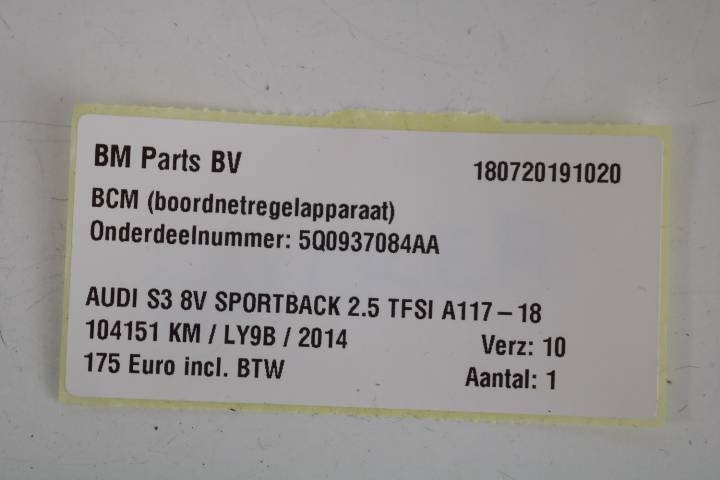 BM Parts BV 180720191020
BCM (boordnetregelapparaat)
Onderdeelnummer: 5Q0937084AA
AUDI S3 8V SPORTBACK 2.5 TFSI A117-18
104151 KM / LY9B / 2014 Verz: 10
175 Euro incl. BTW Aantal: 1